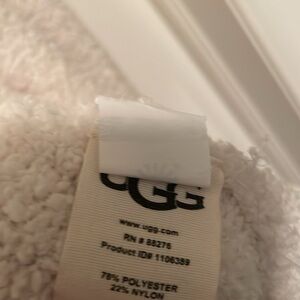 UGG
www.ugg.com
RN # 88276
Product ID# 1106389
78% POLYESTER
22% NYLON